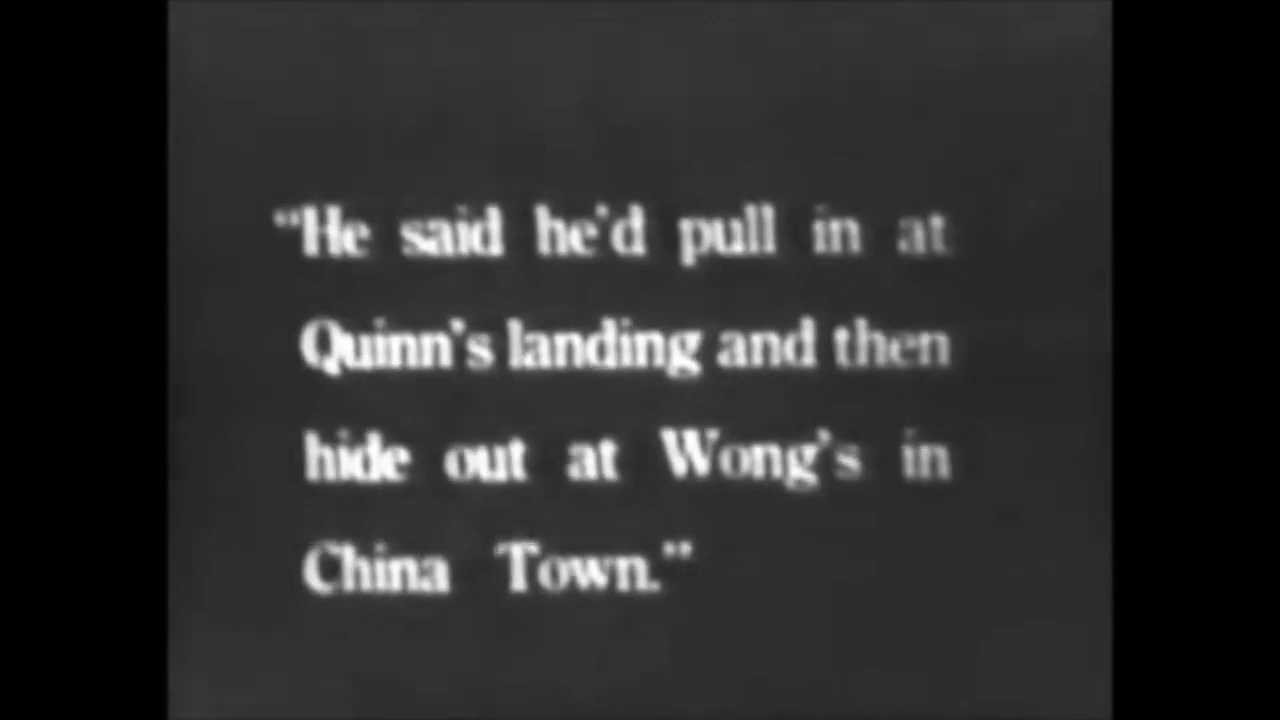 “He said he’d pull in at
Quinn’s landing and then
hide out at Wong’s in
China Town.”